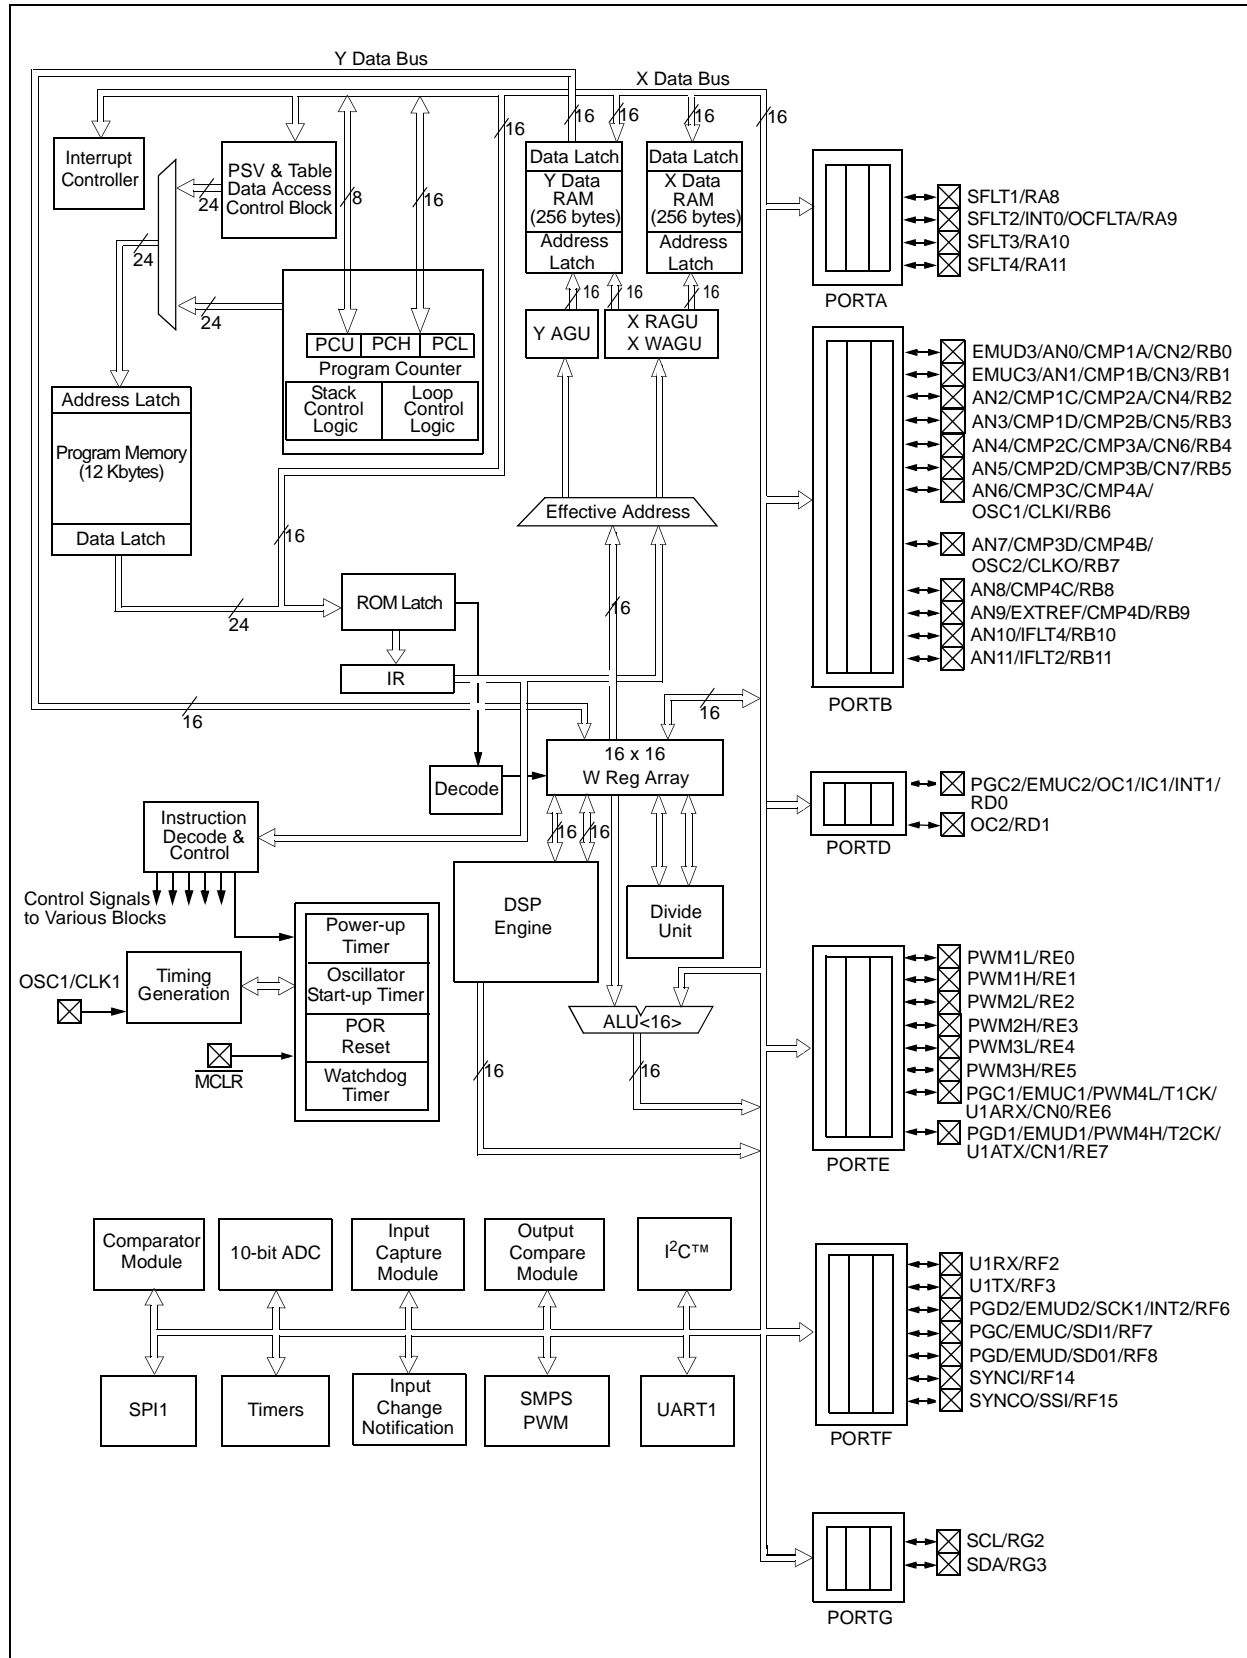 Y Data Bus
X Data Bus
16
16
16
16
16
Interrupt
Controller
PSV & Table
Data Access
Control Block
24
8
16
24
24
Data Latch
Y Data
RAM
(256 bytes)
Address
Latch
Data Latch
X Data
RAM
(256 bytes)
Address
Latch
16
16
16
Y AGU
X RAGU
X WAGU
PCU
PCH
PCL
Program Counter
Stack
Control
Logic
Loop
Control
Logic
Address Latch
Program Memory
(12 Kbytes)
Data Latch
16
24
Effective Address
16
ROM Latch
IR
16
16
16 x 16
W Reg Array
Decode
Instruction
Decode &
Control
16
16
Control Signals
to Various Blocks
DSP
Engine
Divide
Unit
Power-up
Timer
Oscillator
Start-up Timer
POR
Reset
Watchdog
Timer
OSC1/CLK1
Timing
Generation
MCLR
ALU<16>
16
16
Comparator
Module
10-bit ADC
Input
Capture
Module
Output
Compare
Module
I²C™
SPI1
Timers
Input
Change
Notification
SMPS
PWM
UART1
SFLT1/RA8
SFLT2/INT0/OCFLTA/RA9
SFLT3/RA10
SFLT4/RA11
PORTA
EMUD3/AN0/CMP1A/CN2/RB0
EMUC3/AN1/CMP1B/CN3/RB1
AN2/CMP1C/CMP2A/CN4/RB2
AN3/CMP1D/CMP2B/CN5/RB3
AN4/CMP2C/CMP3A/CN6/RB4
AN5/CMP2D/CMP3B/CN7/RB5
AN6/CMP3C/CMP4A/
OSC1/CLKI/RB6
AN7/CMP3D/CMP4B/
OSC2/CLKO/RB7
AN8/CMP4C/RB8
AN9/EXTREF/CMP4D/RB9
AN10/IFLT4/RB10
AN11/IFLT2/RB11
PORTB
PGC2/EMUC2/OC1/IC1/INT1/
RD0
OC2/RD1
PORTD
PWM1L/RE0
PWM1H/RE1
PWM2L/RE2
PWM2H/RE3
PWM3L/RE4
PWM3H/RE5
PGC1/EMUC1/PWM4L/T1CK/
U1ARX/CN0/RE6
PGD1/EMUD1/PWM4H/T2CK/
U1ATX/CN1/RE7
PORTE
U1RX/RF2
U1TX/RF3
PGD2/EMUD2/SCK1/INT2/RF6
PGC/EMUC/SDI1/RF7
PGD/EMUD/SD01/RF8
SYNCI/RF14
SYNCO/SSI/RF15
PORTF
SCL/RG2
SDA/RG3
PORTG